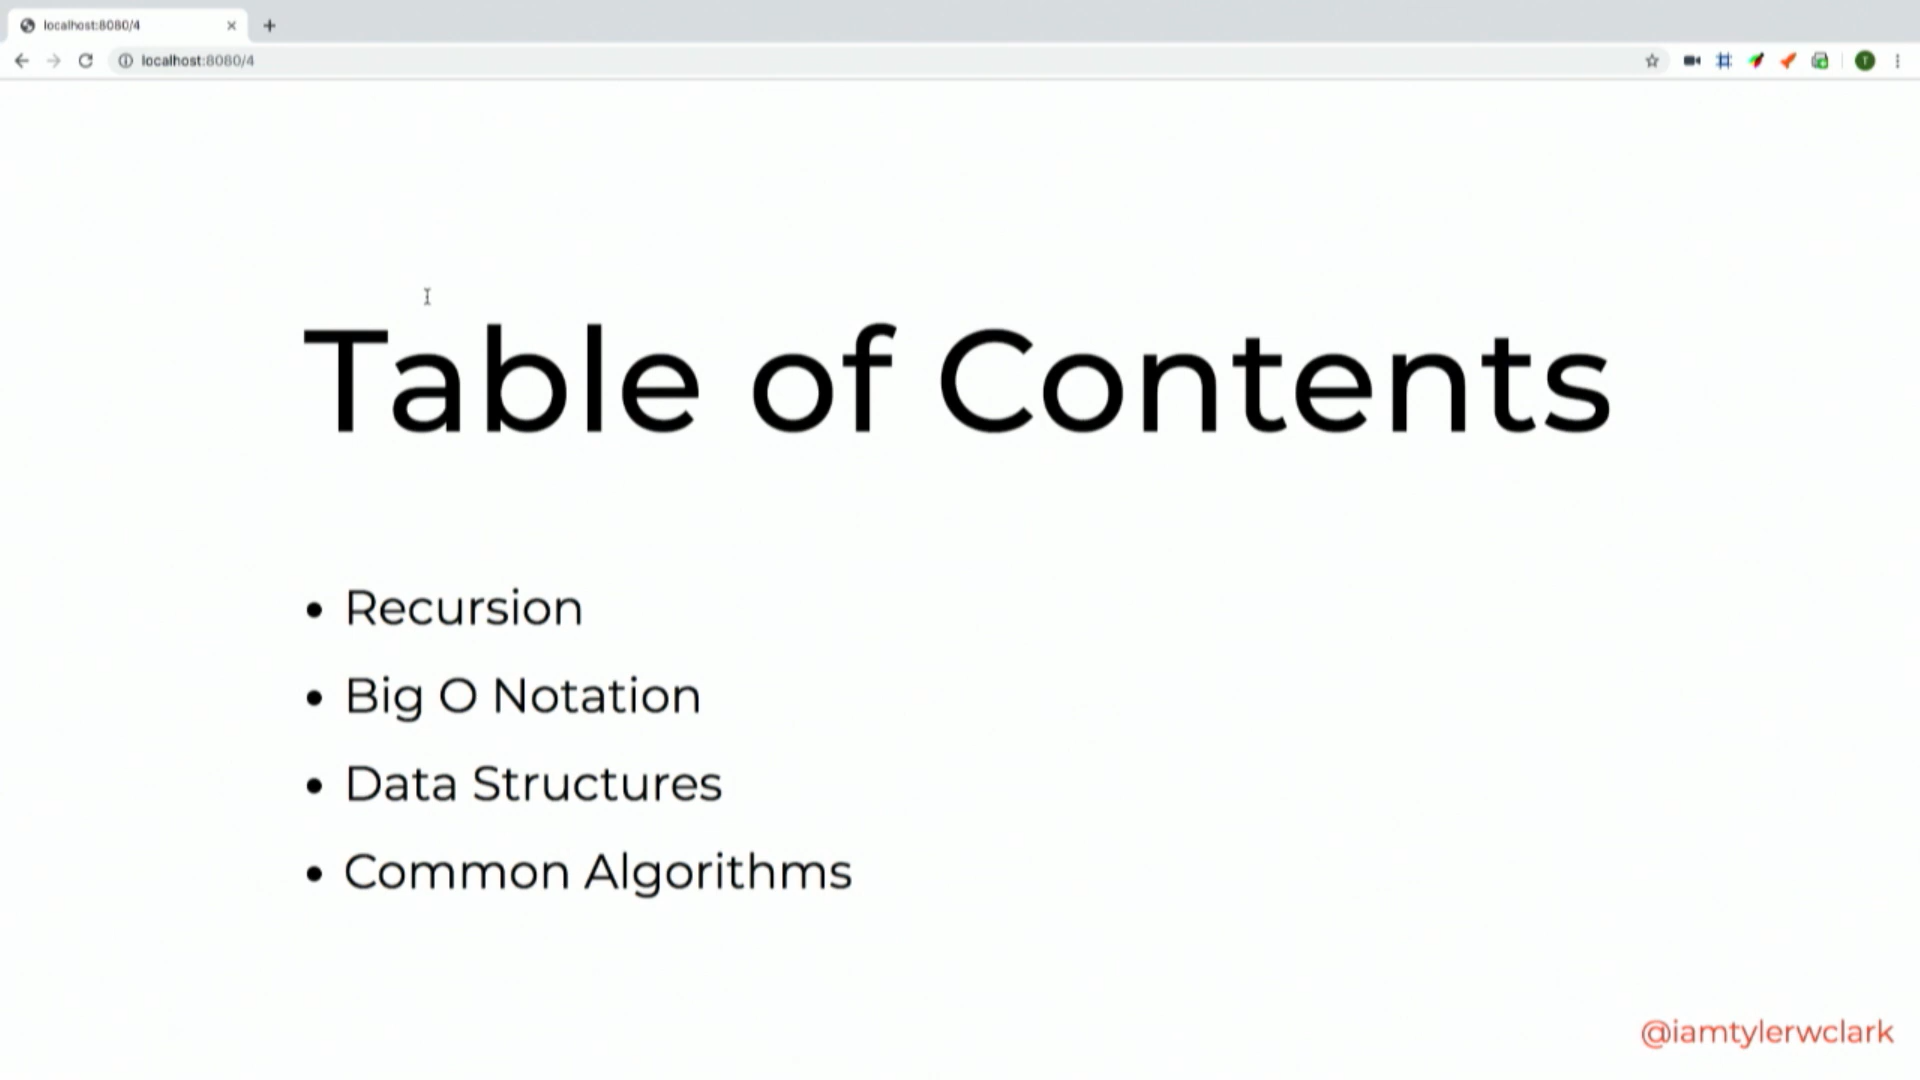 localhost:8080/4
localhost:8080/4
Table of Contents
• Recursion
• Big O Notation
• Data Structures
• Common Algorithms
@iamtylerwclark